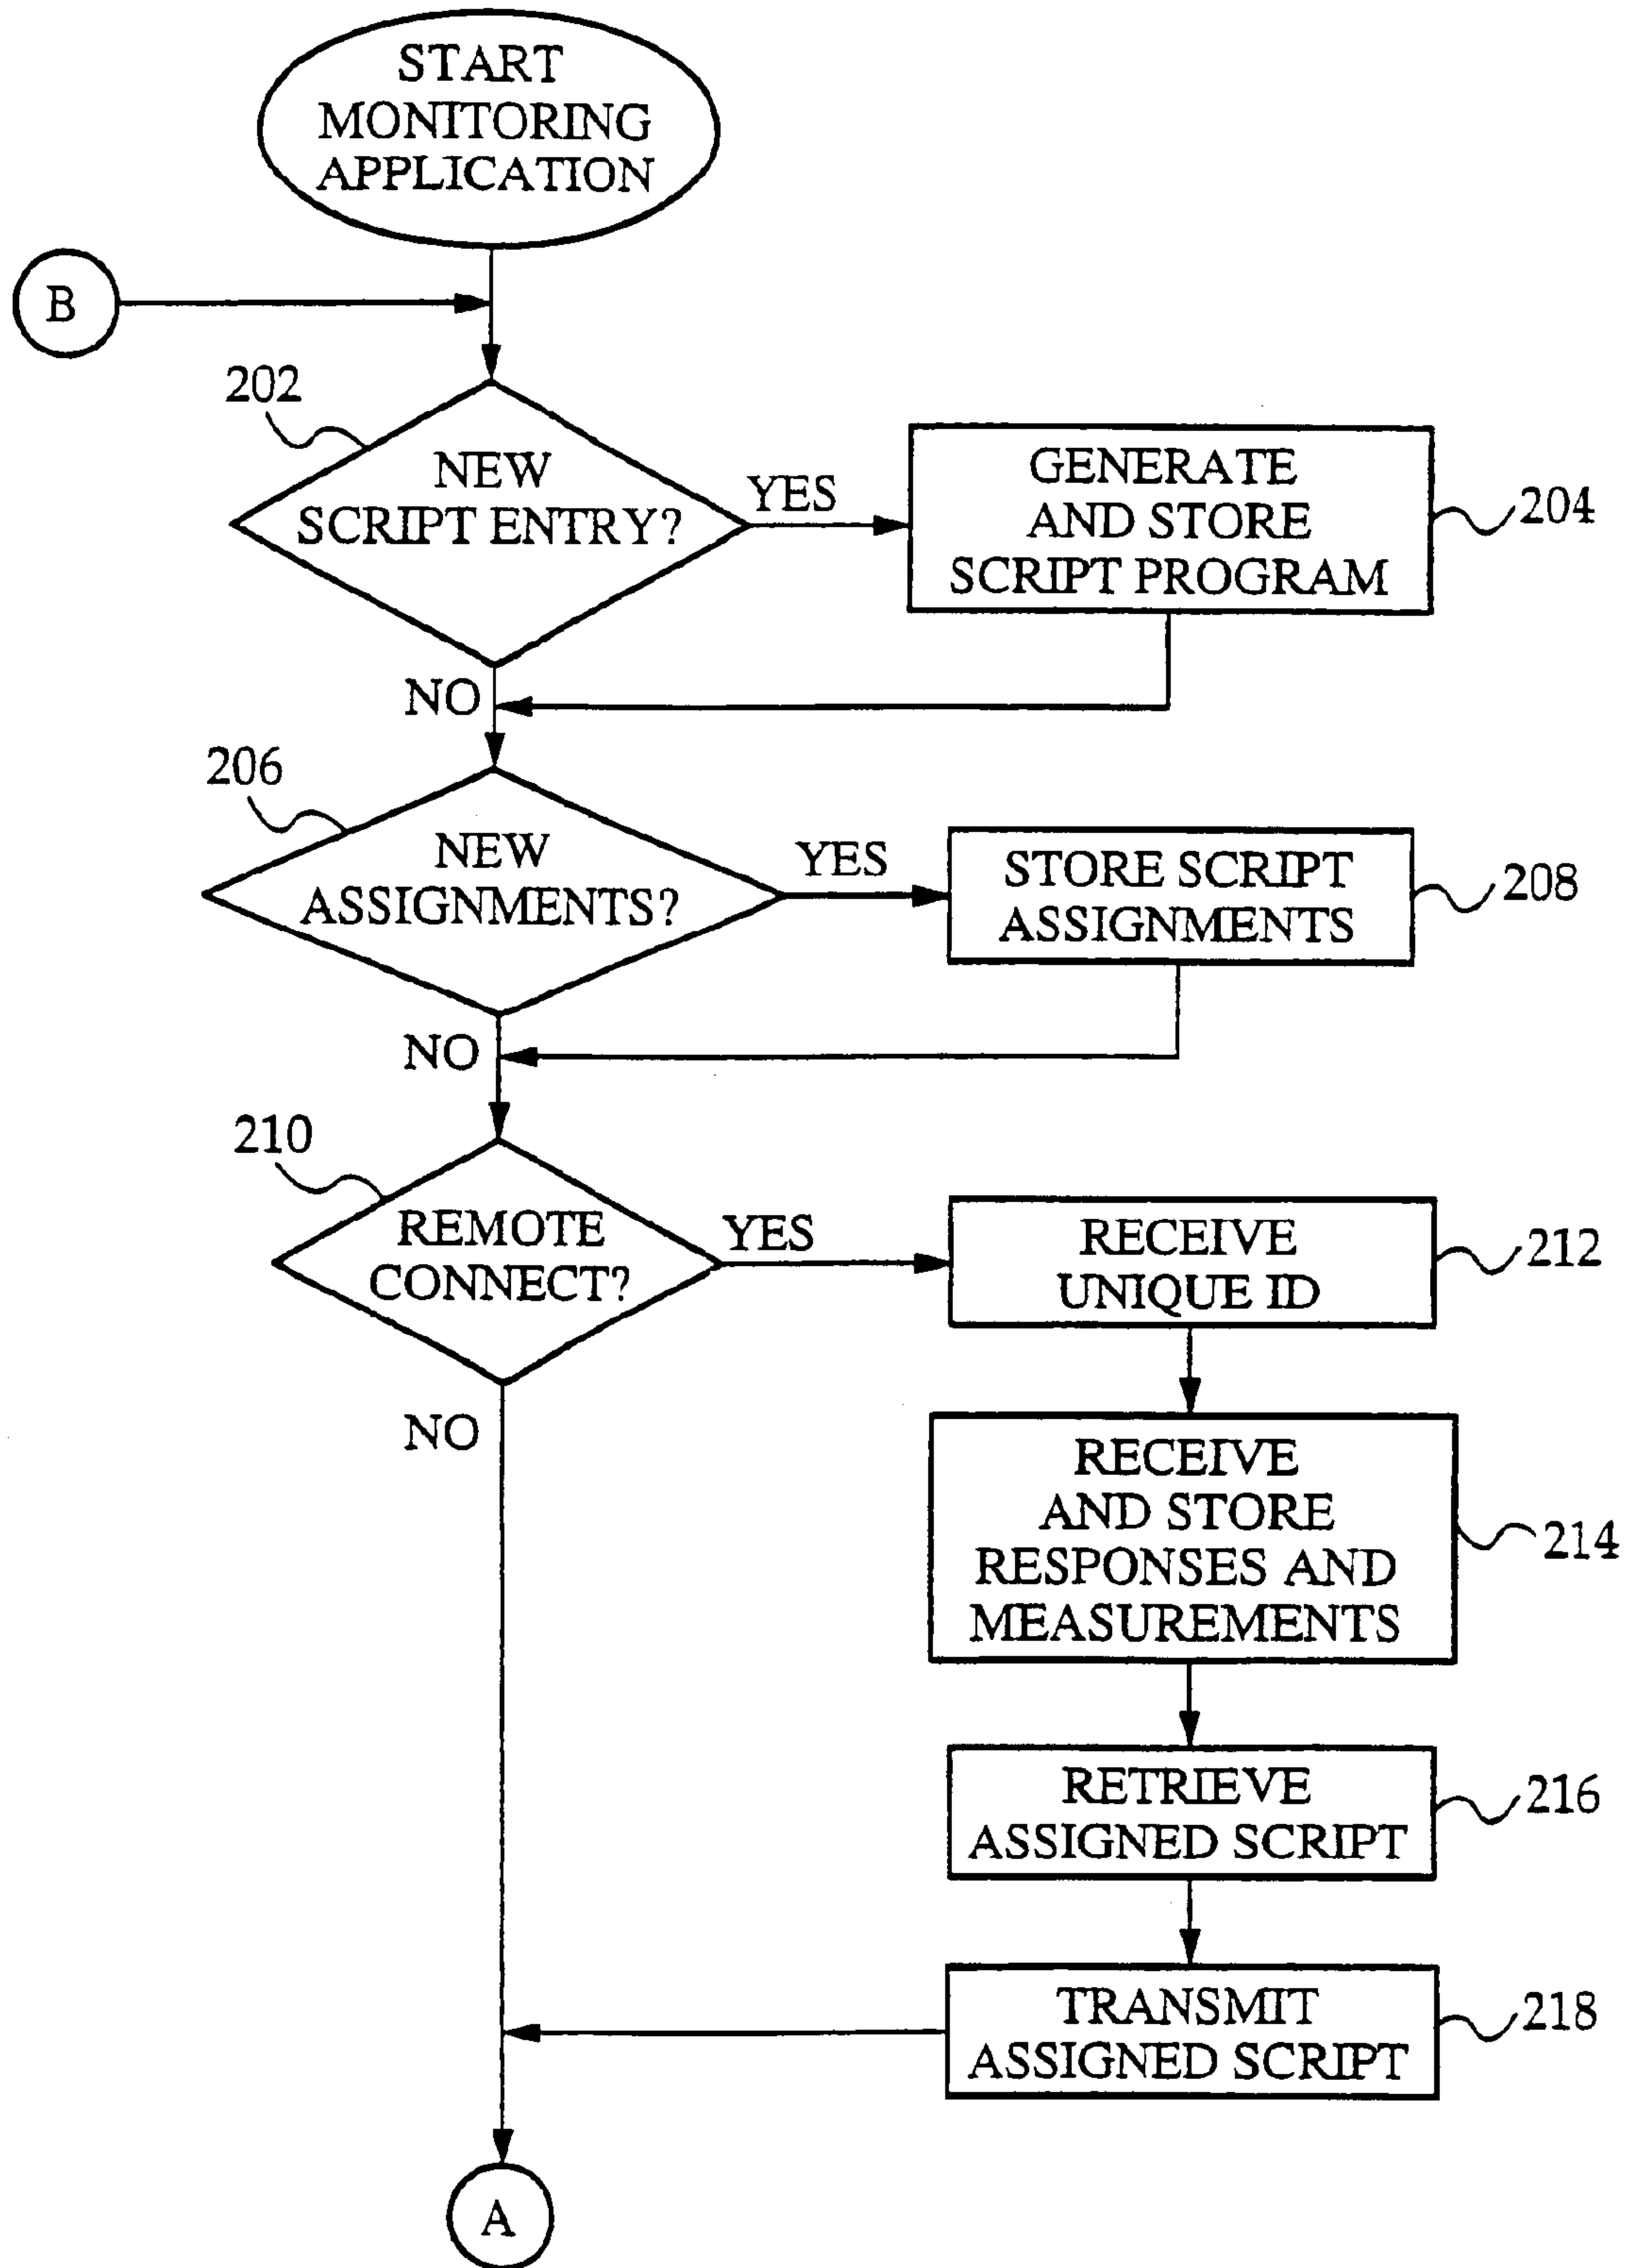 START
MONITORING
APPLICATION
B
202
NEW
SCRIPT ENTRY?
YES
GENERATE
AND STORE
SCRIPT PROGRAM
204
NO
206
NEW
ASSIGNMENTS?
YES
STORE SCRIPT
ASSIGNMENTS
208
NO
210
REMOTE
CONNECT?
YES
RECEIVE
UNIQUE ID
212
NO
RECEIVE
AND STORE
RESPONSES AND
MEASUREMENTS
214
RETRIEVE
ASSIGNED SCRIPT
216
TRANSMIT
ASSIGNED SCRIPT
218
A